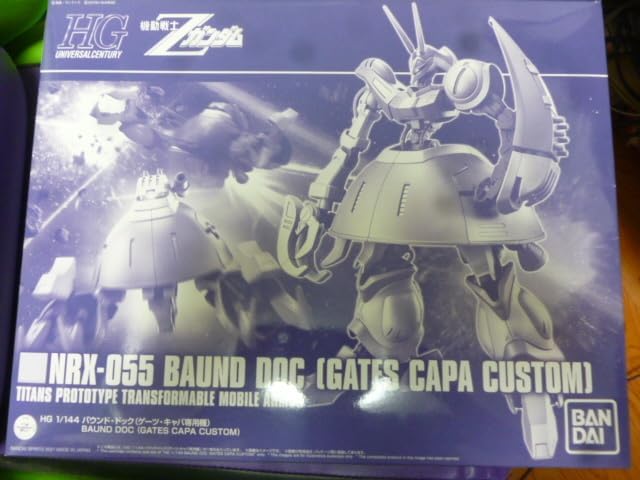 HG
UNIVERSAL CENTURY
機動戦士
Zガンダム
NRX-055 BAUND DOC (GATES CAPA CUSTOM)
TITANS PROTOTYPE TRANSFORMABLE MOBILE
HG 1/144 バウンド・ドック(ゲーツ・キャパ専用機)
BAUND DOC (GATES CAPA CUSTOM)
BAN
DAI